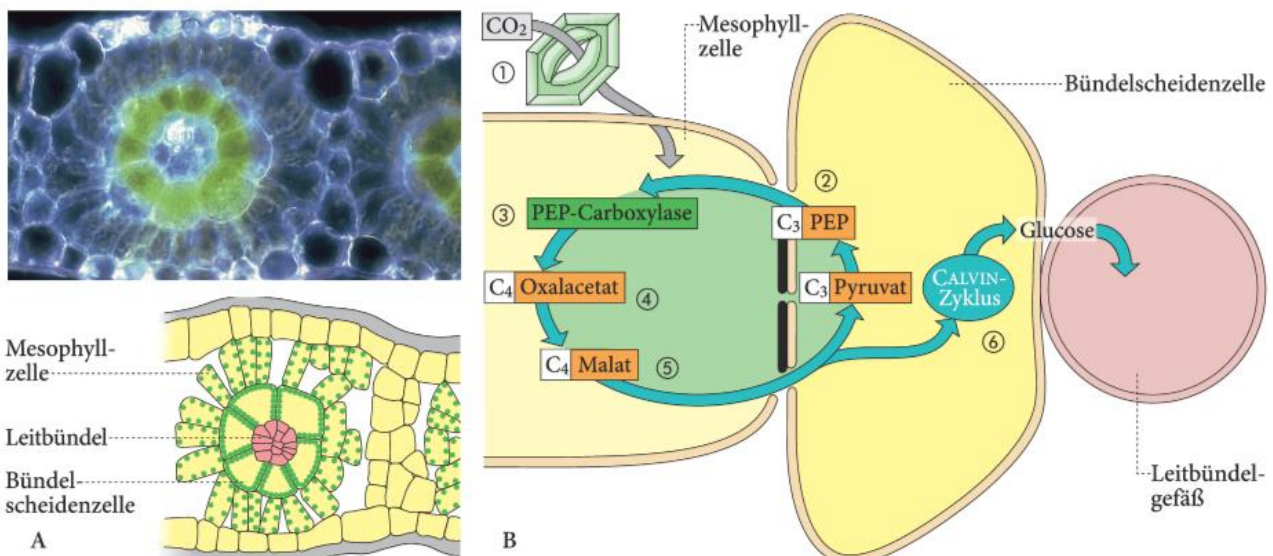 Mesophyll-
zelle
Leitbündel
Bündel-
scheidenzelle
A
CO₂
①
Mesophyll-
zelle
Bündelscheidenzelle
②
③
PEP-Carboxylase
C₃ PEP
C₄ Oxalacetat
④
C₃ Pyruvat
C₄ Malat
⑤
CALVIN-
Zyklus
⑥
Glucose
Leitbündel-
gefäß
B